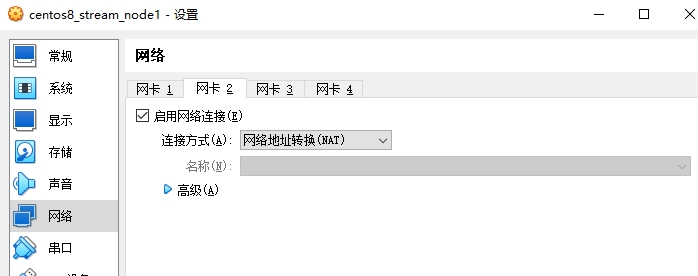 centos8_stream_node1 - 设置
常规
系统
显示
存储
声音
网络
串口
网络
网卡 1 网卡 2 网卡 3 网卡 4
启用网络连接(E)
连接方式(A): 网络地址转换(NAT)
名称(N):
高级(A)